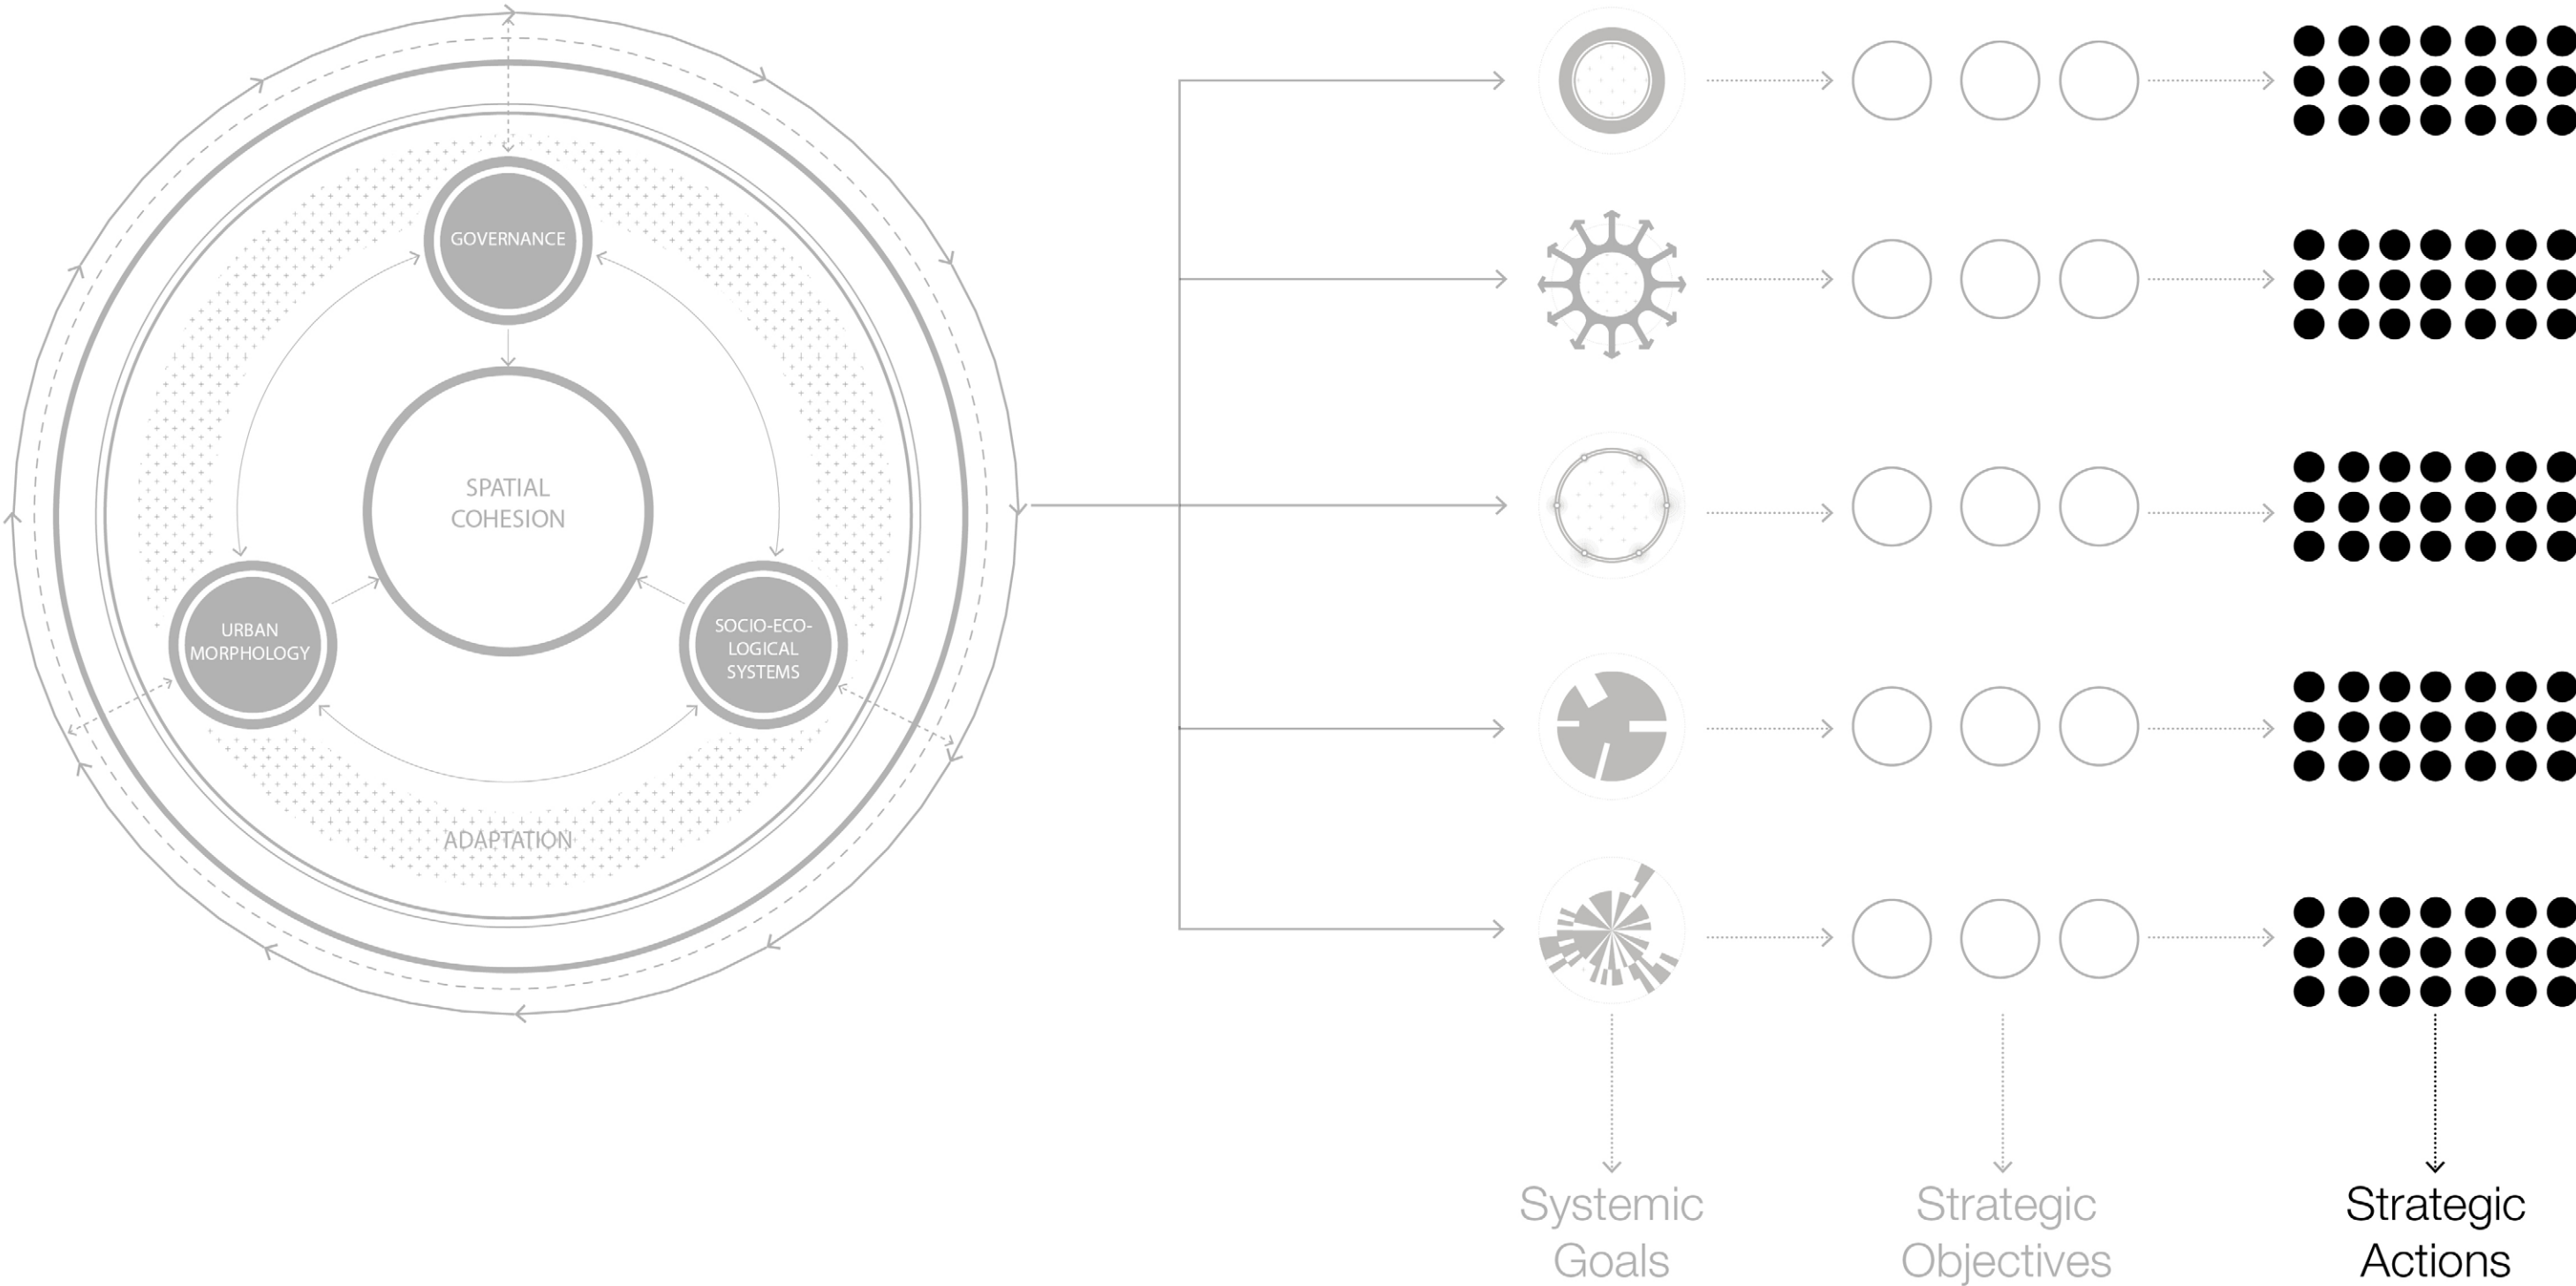 GOVERNANCE
SPATIAL
COHESION
URBAN
MORPHOLOGY
SOCIO-ECO-
LOGICAL
SYSTEMS
ADAPTATION
Systemic
Goals
Strategic
Objectives
Strategic
Actions